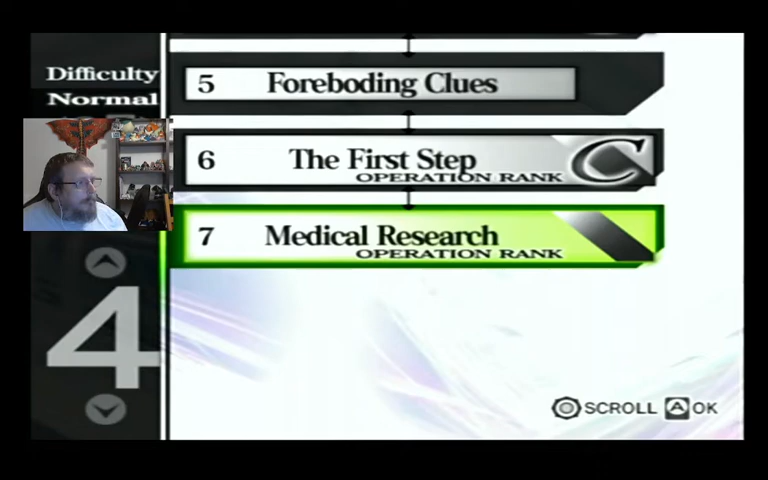 Difficulty
Normal
5 Foreboding Clues
6 The First Step
OPERATION RANK
C
7 Medical Research
OPERATION RANK
4
SCROLL A OK